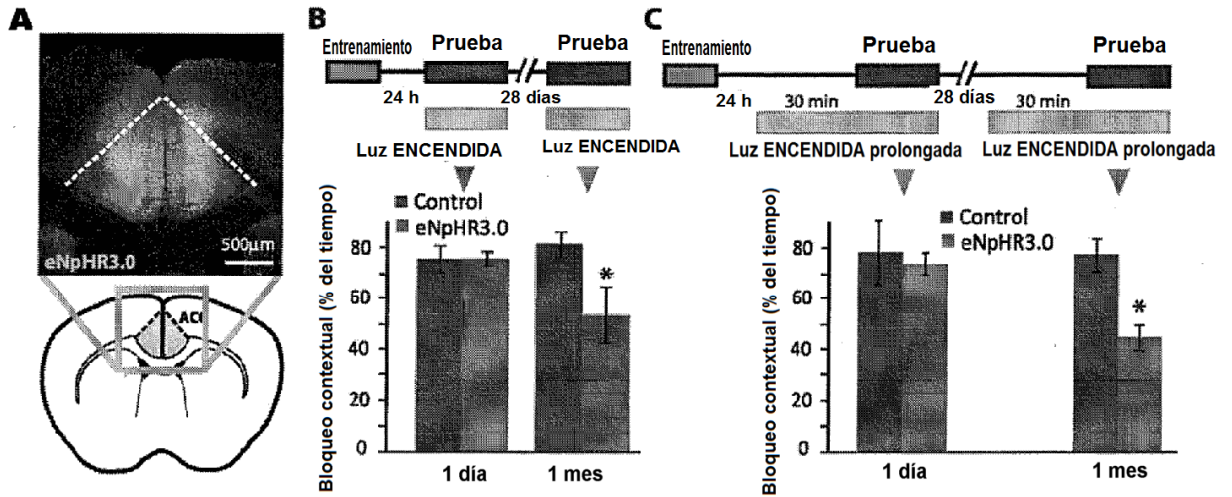 A
eNpHR3.0
500µm
ACC
B
Entrenamiento
Prueba
Prueba
24 h
28 días
Luz ENCENDIDA
Luz ENCENDIDA
Control
eNpHR3.0
Bloqueo contextual (% del tiempo)
80
60
40
20
0
*
1 día
1 mes
C
Entrenamiento
Prueba
Prueba
24 h
30 min
28 días
30 min
Luz ENCENDIDA prolongada
Luz ENCENDIDA prolongada
Control
eNpHR3.0
Bloqueo contextual (% del tiempo)
80
60
40
20
0
*
1 día
1 mes